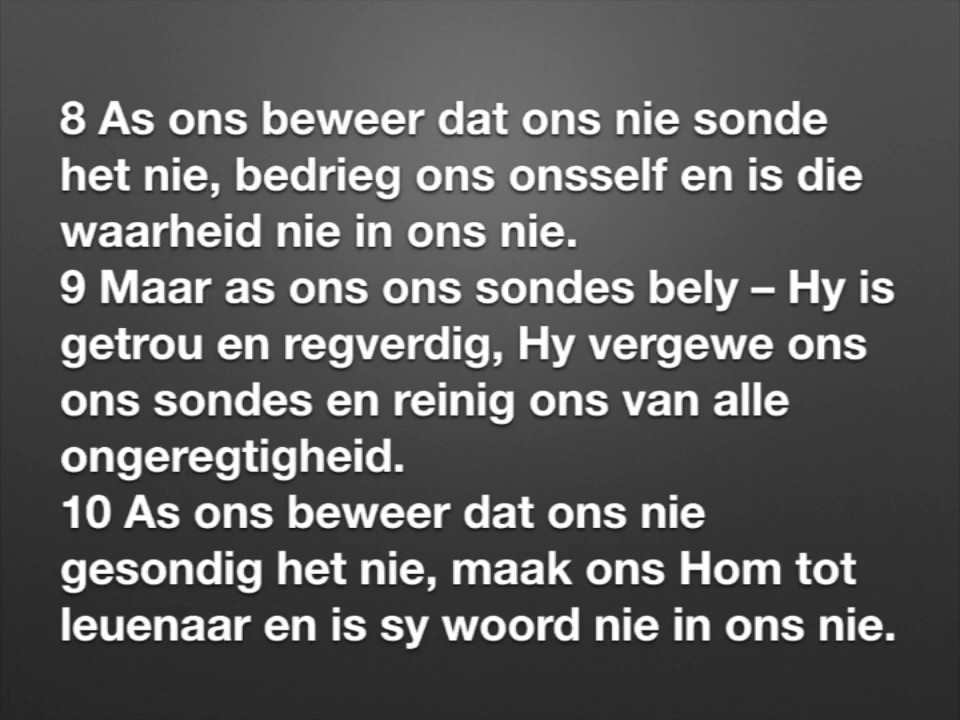 8 As ons beweer dat ons nie sonde
het nie, bedrieg ons onsself en is die
waarheid nie in ons nie.
9 Maar as ons ons sondes bely – Hy is
getrou en regverdig, Hy vergewe ons
ons sondes en reinig ons van alle
ongeregtigheid.
10 As ons beweer dat ons nie
gesondig het nie, maak ons Hom tot
leuenaar en is sy woord nie in ons nie.